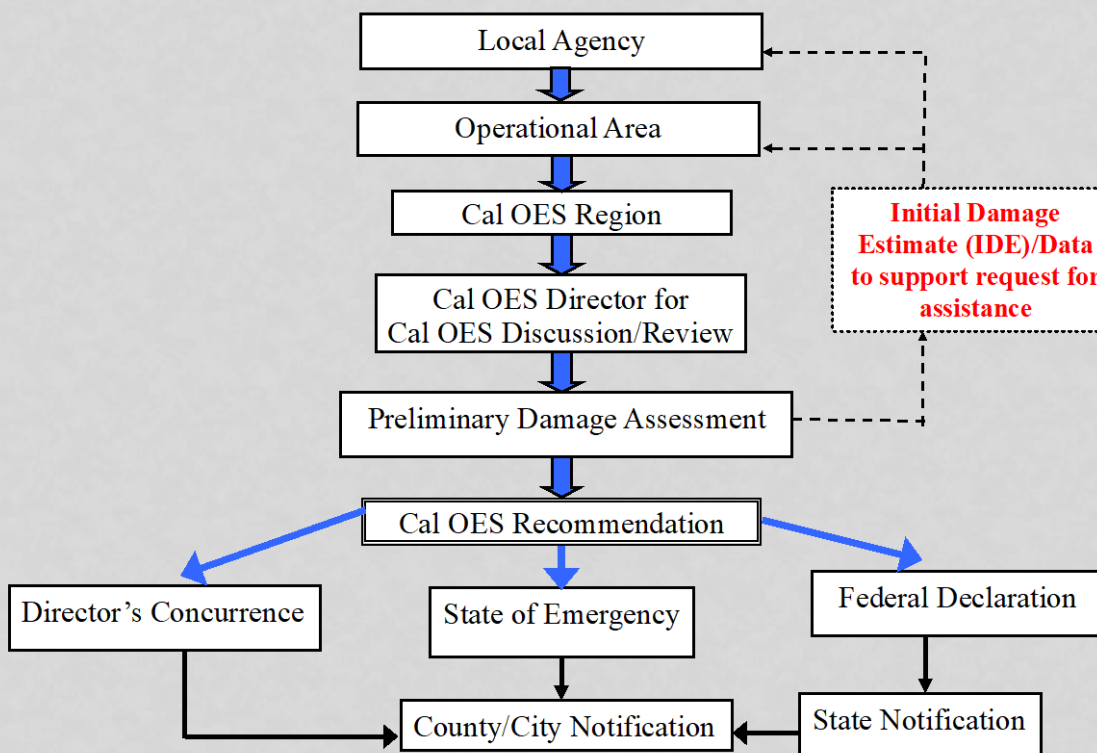 Local Agency
Operational Area
Cal OES Region
Initial Damage
Estimate (IDE)/Data
to support request for
assistance
Cal OES Director for
Cal OES Discussion/Review
Preliminary Damage Assessment
Cal OES Recommendation
Director’s Concurrence
State of Emergency
Federal Declaration
County/City Notification
State Notification